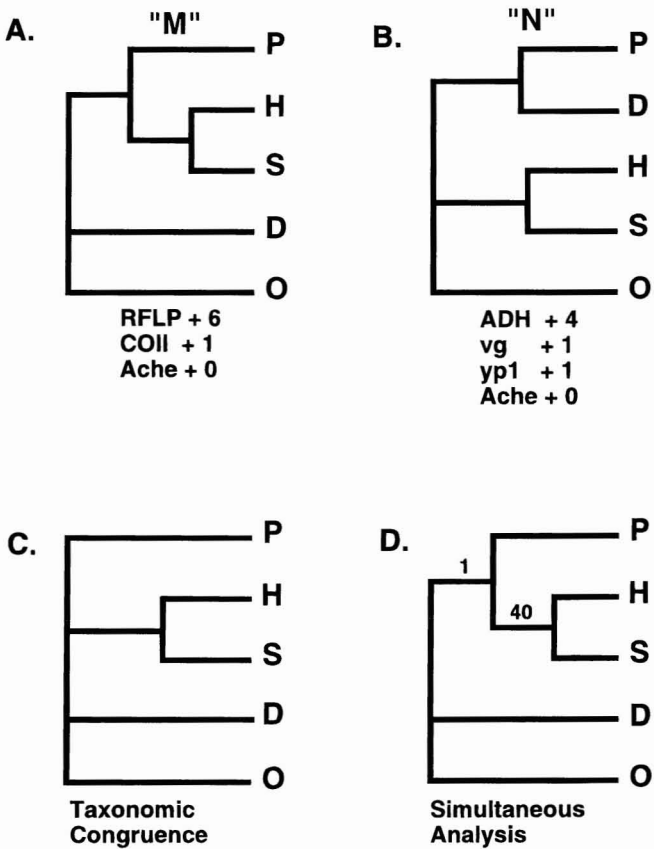 A.
"M"
P
H
S
D
O
RFLP + 6
COII + 1
Ache + 0
B.
"N"
P
D
H
S
O
ADH + 4
vg + 1
yp1 + 1
Ache + 0
C.
P
H
S
D
O
Taxonomic
Congruence
D.
1
40
P
H
S
D
O
Simultaneous
Analysis